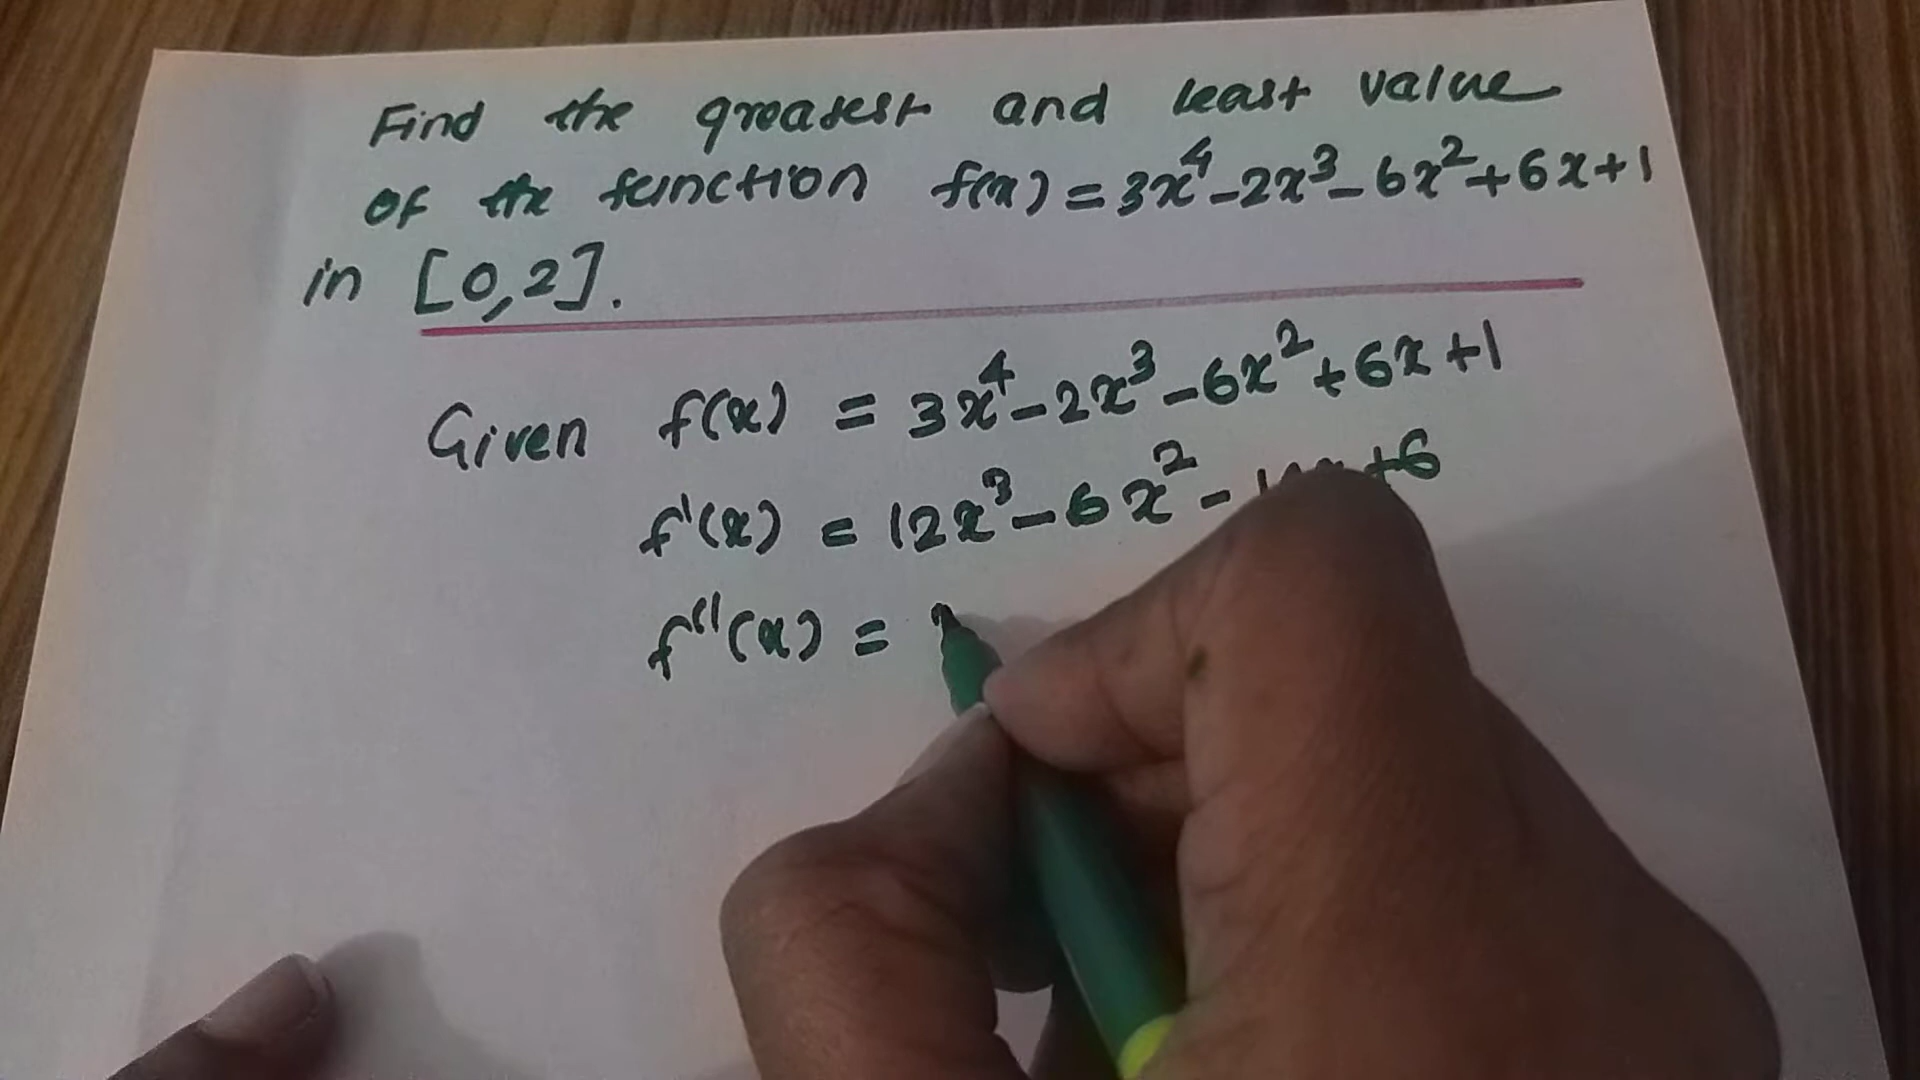 Find the greatest and least value
of the function f(x) = 3x⁴-2x³-6x²+6x+1
in [0,2].
Given f(x) = 3x⁴-2x³-6x²+6x+1
f'(x) = 12x³-6x²- +6
f''(x) =